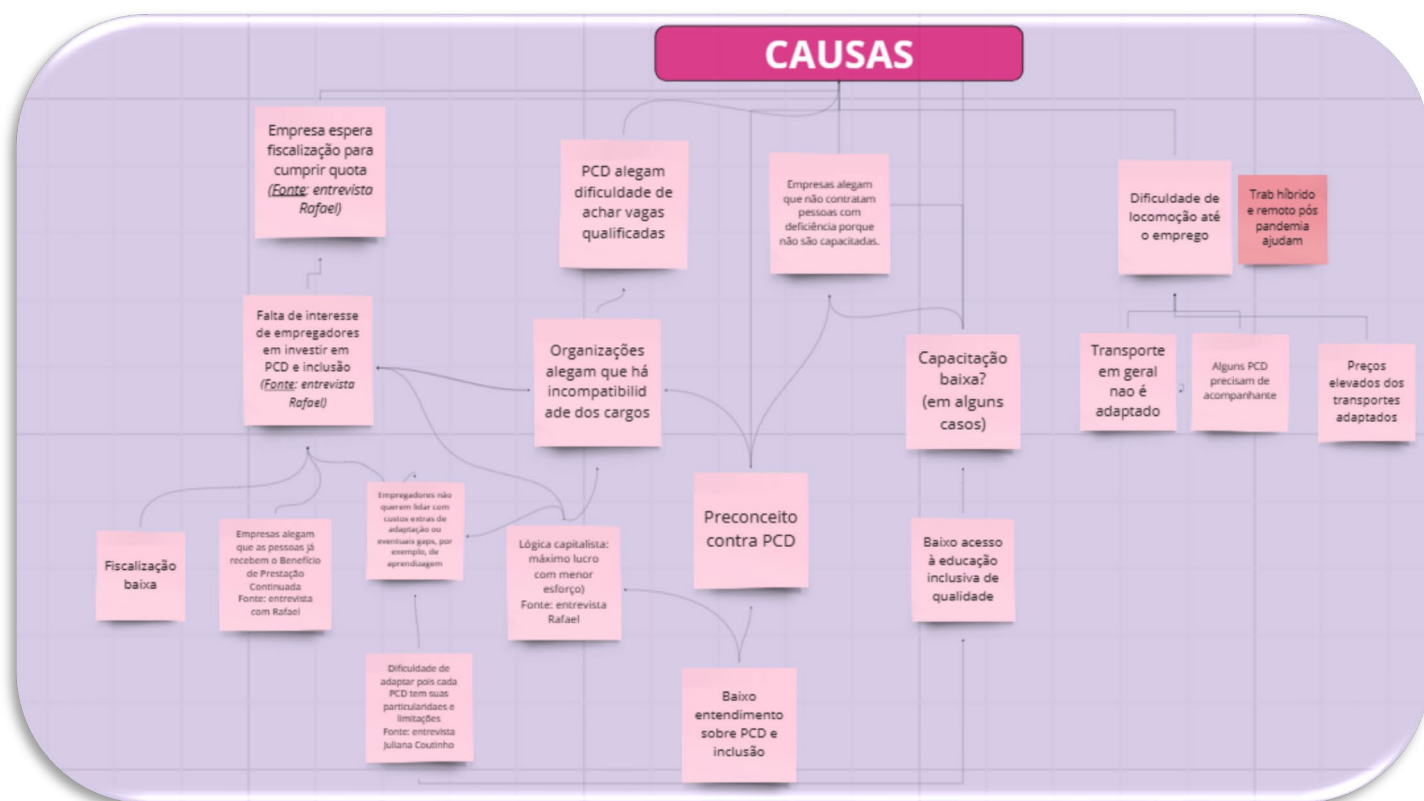 CAUSAS
Empresa espera
fiscalização para
cumprir quota
(Fonte: entrevista
Rafael)
PCD alegam
dificuldade de
achar vagas
qualificadas
Empresas alegam
que não contratam
pessoas com
deficiência porque
não são capacitadas.
Dificuldade de
locomoção até
o emprego
Trab híbrido
e remoto pós
pandemia
ajudam
Falta de interesse
de empregadores
em investir em
PCD e inclusão
(Fonte: entrevista
Rafael)
Organizações
alegam que há
incompatibilid
ade dos cargos
Capacitação
baixa?
(em alguns
casos)
Transporte
em geral
nao é
adaptado
Alguns PCD
precisam de
acompanhante
Preços
elevados dos
transportes
adaptados
Fiscalização
baixa
Empresas alegam
que as pessoas já
recebem o Benefício
de Prestação
Continuada
Fonte: entrevista
com Rafael
Empregadores não
querem lidar com
custos extras de
adaptação ou
eventuais gaps, por
exemplo, de
aprendizagem
Lógica capitalista:
máximo lucro
com menor
esforço)
Fonte: entrevista
Rafael
Preconceito
contra PCD
Baixo acesso
à educação
inclusiva de
qualidade
Dificuldade de
adaptar pois cada
PCD tem suas
particularidaes e
limitações
Fonte: entrevista
Juliana Coutinho
Baixo
entendimento
sobre PCD e
inclusão